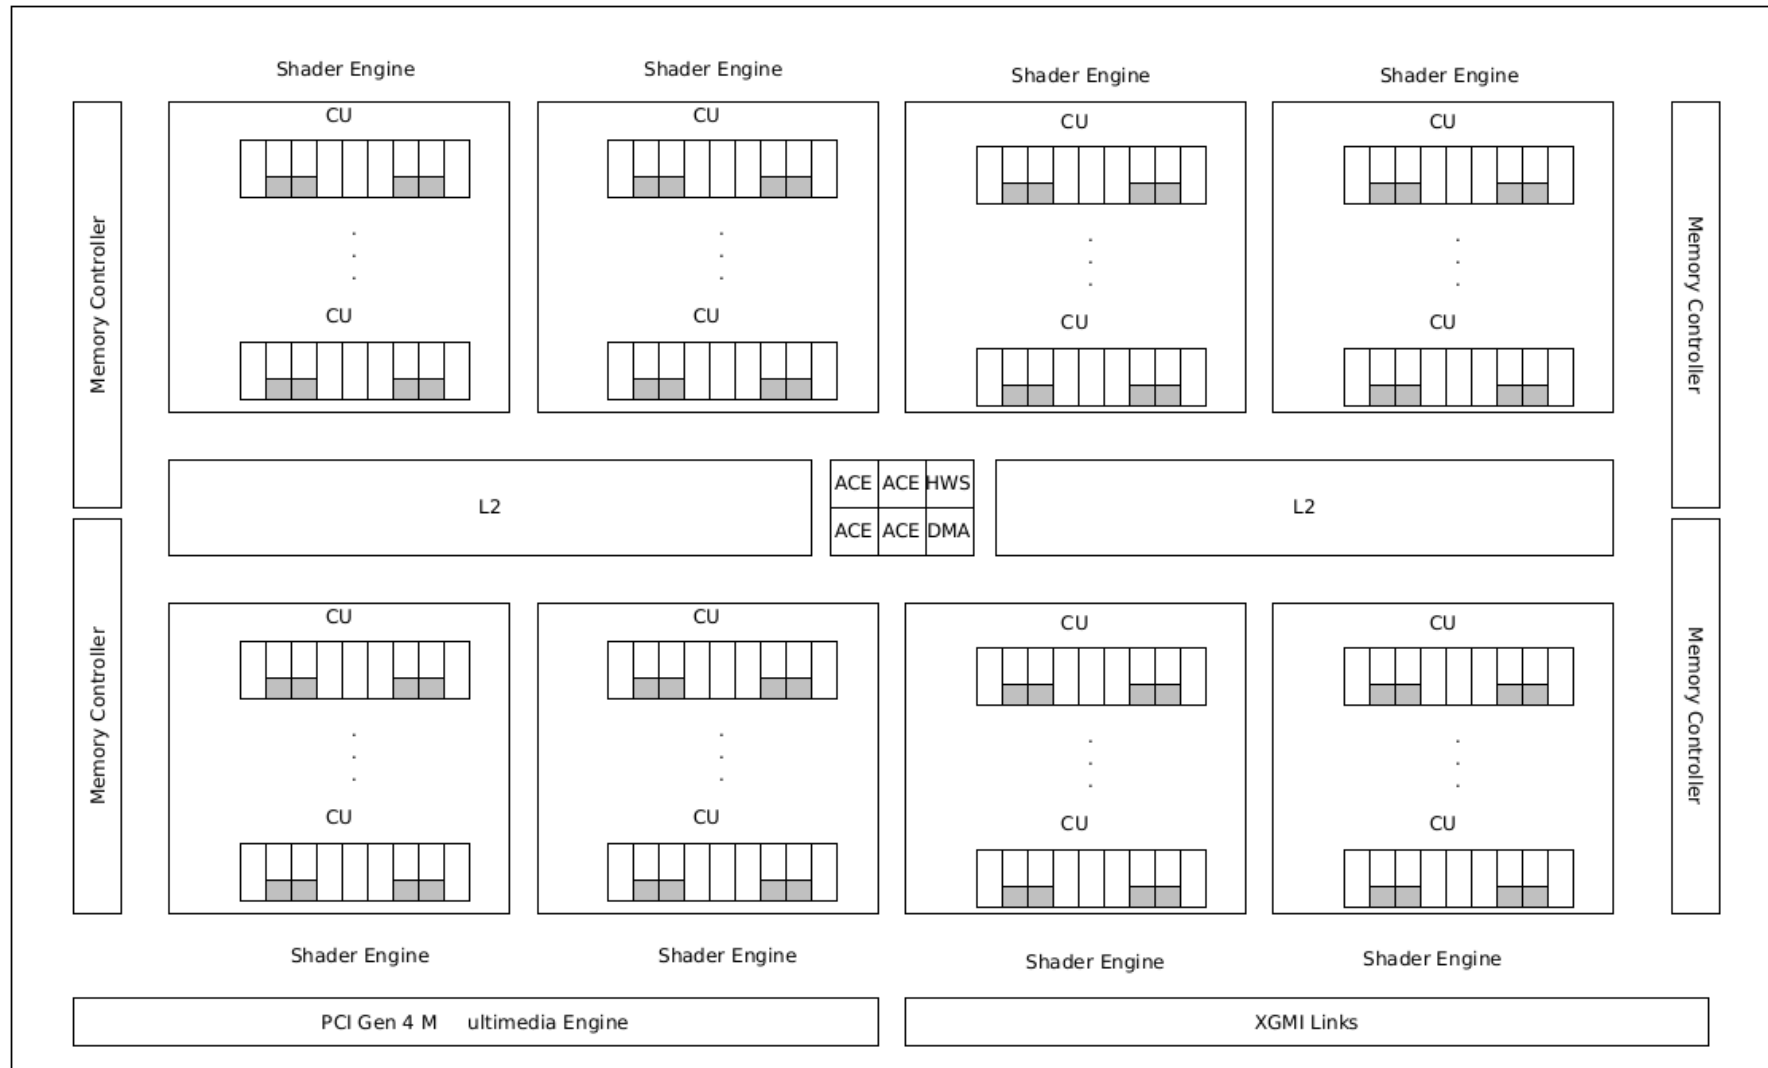 Shader Engine
Shader Engine
Shader Engine
Shader Engine
CU
CU
CU
CU
.
.
.
.
.
.
.
.
.
.
.
.
CU
CU
CU
CU
Memory Controller
Memory Controller
L2
ACE ACE HWS
ACE ACE DMA
L2
Memory Controller
Memory Controller
CU
CU
CU
CU
.
.
.
.
.
.
.
.
.
.
.
.
CU
CU
CU
CU
Shader Engine
Shader Engine
Shader Engine
Shader Engine
PCI Gen 4 M ultimedia Engine
XGMI Links